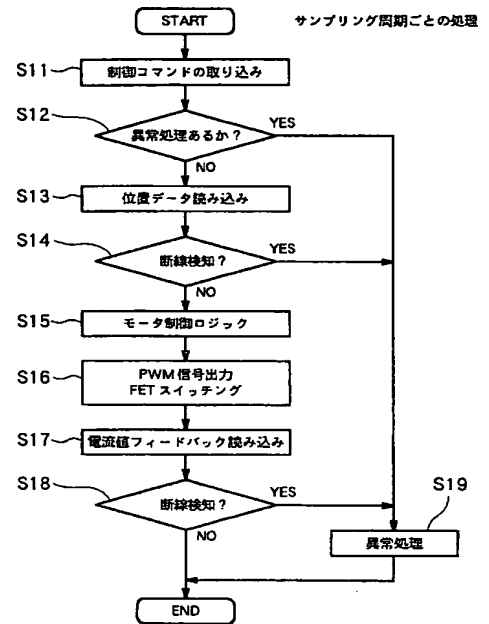 START
サンプリング周期ごとの処理
S11
制御コマンドの取り込み
S12
異常処理あるか?
YES
NO
S13
位置データ読み込み
S14
断線検知?
YES
NO
S15
モータ制御ロジック
S16
PWM信号出力
FETスイッチング
S17
電流値フィードバック読み込み
S18
断線検知?
YES
NO
S19
異常処理
END